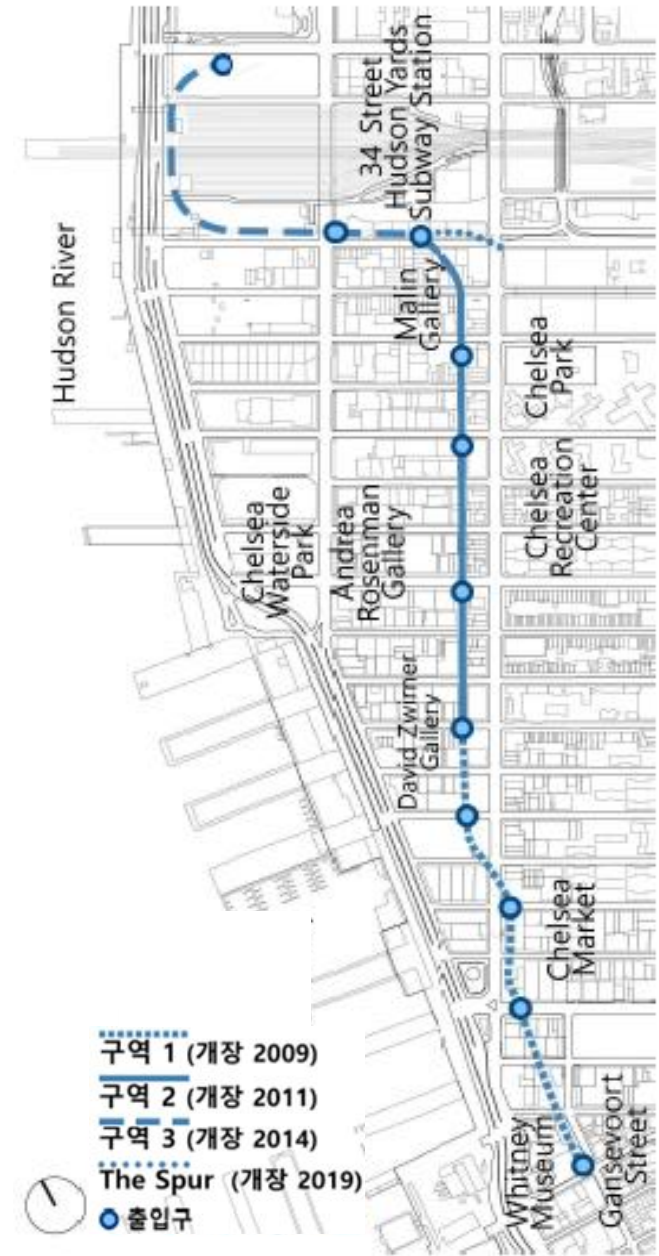 34 Street
Hudson Yards
Subway Station
Hudson River
Malin
Gallery
Chelsea
Park
Chelsea
Waterside
Park
Andrea
Rosenman
Gallery
Chelsea
Recreation
Center
David Zwirner
Gallery
Chelsea
Market
구역 1 (개장 2009)
구역 2 (개장 2011)
구역 3 (개장 2014)
The Spur (개장 2019)
출입구
Whitney
Museum
Gansevoort
Street